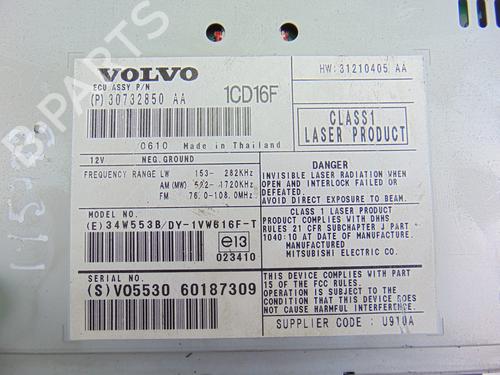 VOLVO
ECU ASSY P/N
(P) 30732850 AA
1CD16F
0610 Made in Thailand
12V NEG.GROUND
FREQUENCY RANGE LW 153- 282KHz
AM (MW) 522- 1720KHz
FM 76.0-108.0MHz
MODEL NO.
(E)34W553B/DY-1VW616F-T
e13
023410
SERIAL NO.
(S) VO5530 60187309
HW: 31210405 AA
CLASS1
LASER PRODUCT
DANGER
INVISIBLE LASER RADIATION WHEN
OPEN AND INTERLOCK FAILED OR
DEFEATED.
AVOID DIRECT EXPOSURE TO BEAM.
CLASS 1 LASER PRODUCT
PRODUCT COMPLIES WITH DHHS
RULES 21 CFR SUBCHAPTER J PART
1040:10 AT DATE OF MANUFACTURE.
MANUFACTURED
MITSUBISHI ELECTRIC CO.
THIS DEVICE COMPLIES WITH PART
15 OF THE FCC RULES.
OPERATION IS SUBJECT TO THE
CONDITION THAT THIS DEVICE DOES
NOT CAUSE HARMFUL INTERFERENCE.
SUPPLIER CODE : U910A